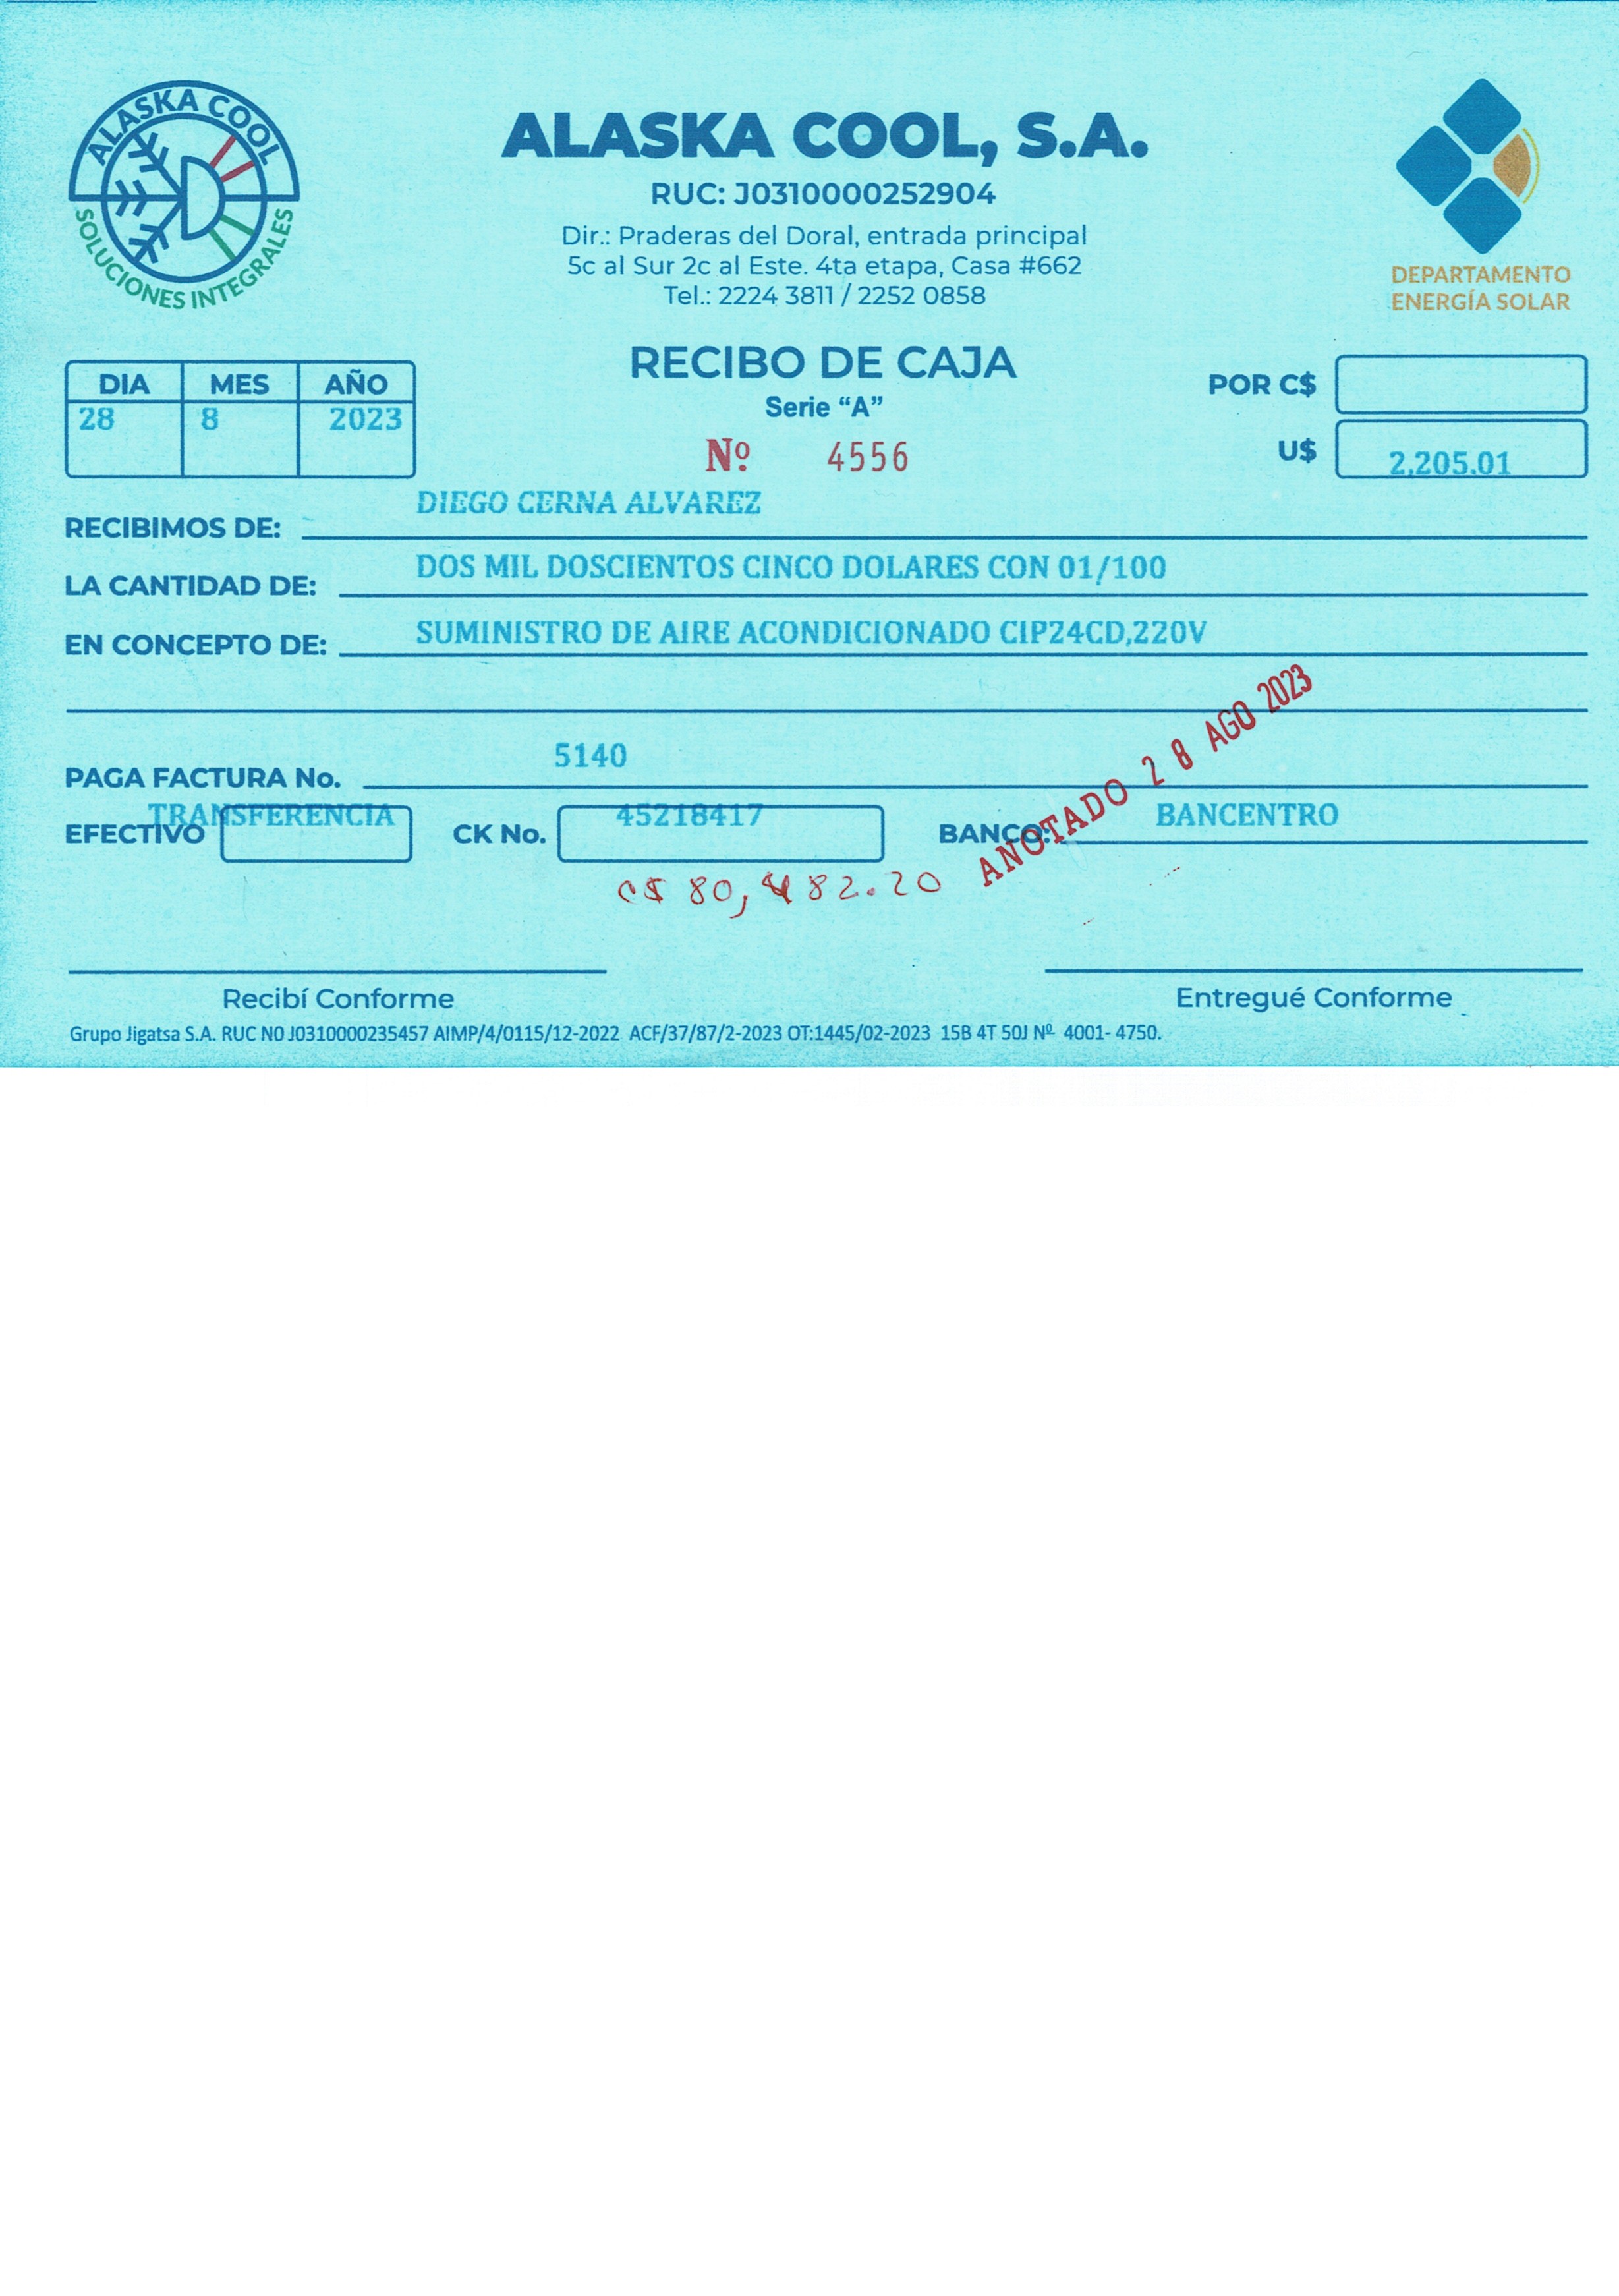 ALASKA COOL
SOLUCIONES INTEGRALES
ALASKA COOL, S.A.
RUC: J0310000252904
Dir.: Praderas del Doral, entrada principal
5c al Sur 2c al Este. 4ta etapa, Casa #662
Tel.: 2224 3811 / 2252 0858
DEPARTAMENTO
ENERGÍA SOLAR
RECIBO DE CAJA
Serie “A”
Nº 4556
DIA MES AÑO
28 8 2023
POR C$
U$ 2,205.01
RECIBIMOS DE: DIEGO CERNA ALVAREZ
LA CANTIDAD DE: DOS MIL DOSCIENTOS CINCO DOLARES CON 01/100
EN CONCEPTO DE: SUMINISTRO DE AIRE ACONDICIONADO CIP24CD,220V
PAGA FACTURA No. 5140
EFECTIVO TRANSFERENCIA CK No. 45218417 BANCO: BANCENTRO
ANOTADO 28 AGO 2023
C$ 80,482.20
Recibí Conforme Entregué Conforme
Grupo Jigatsa S.A. RUC N0 J0310000235457 AIMP/4/0115/12-2022 ACF/37/87/2-2023 OT:1445/02-2023 15B 4T 50J Nº 4001- 4750.